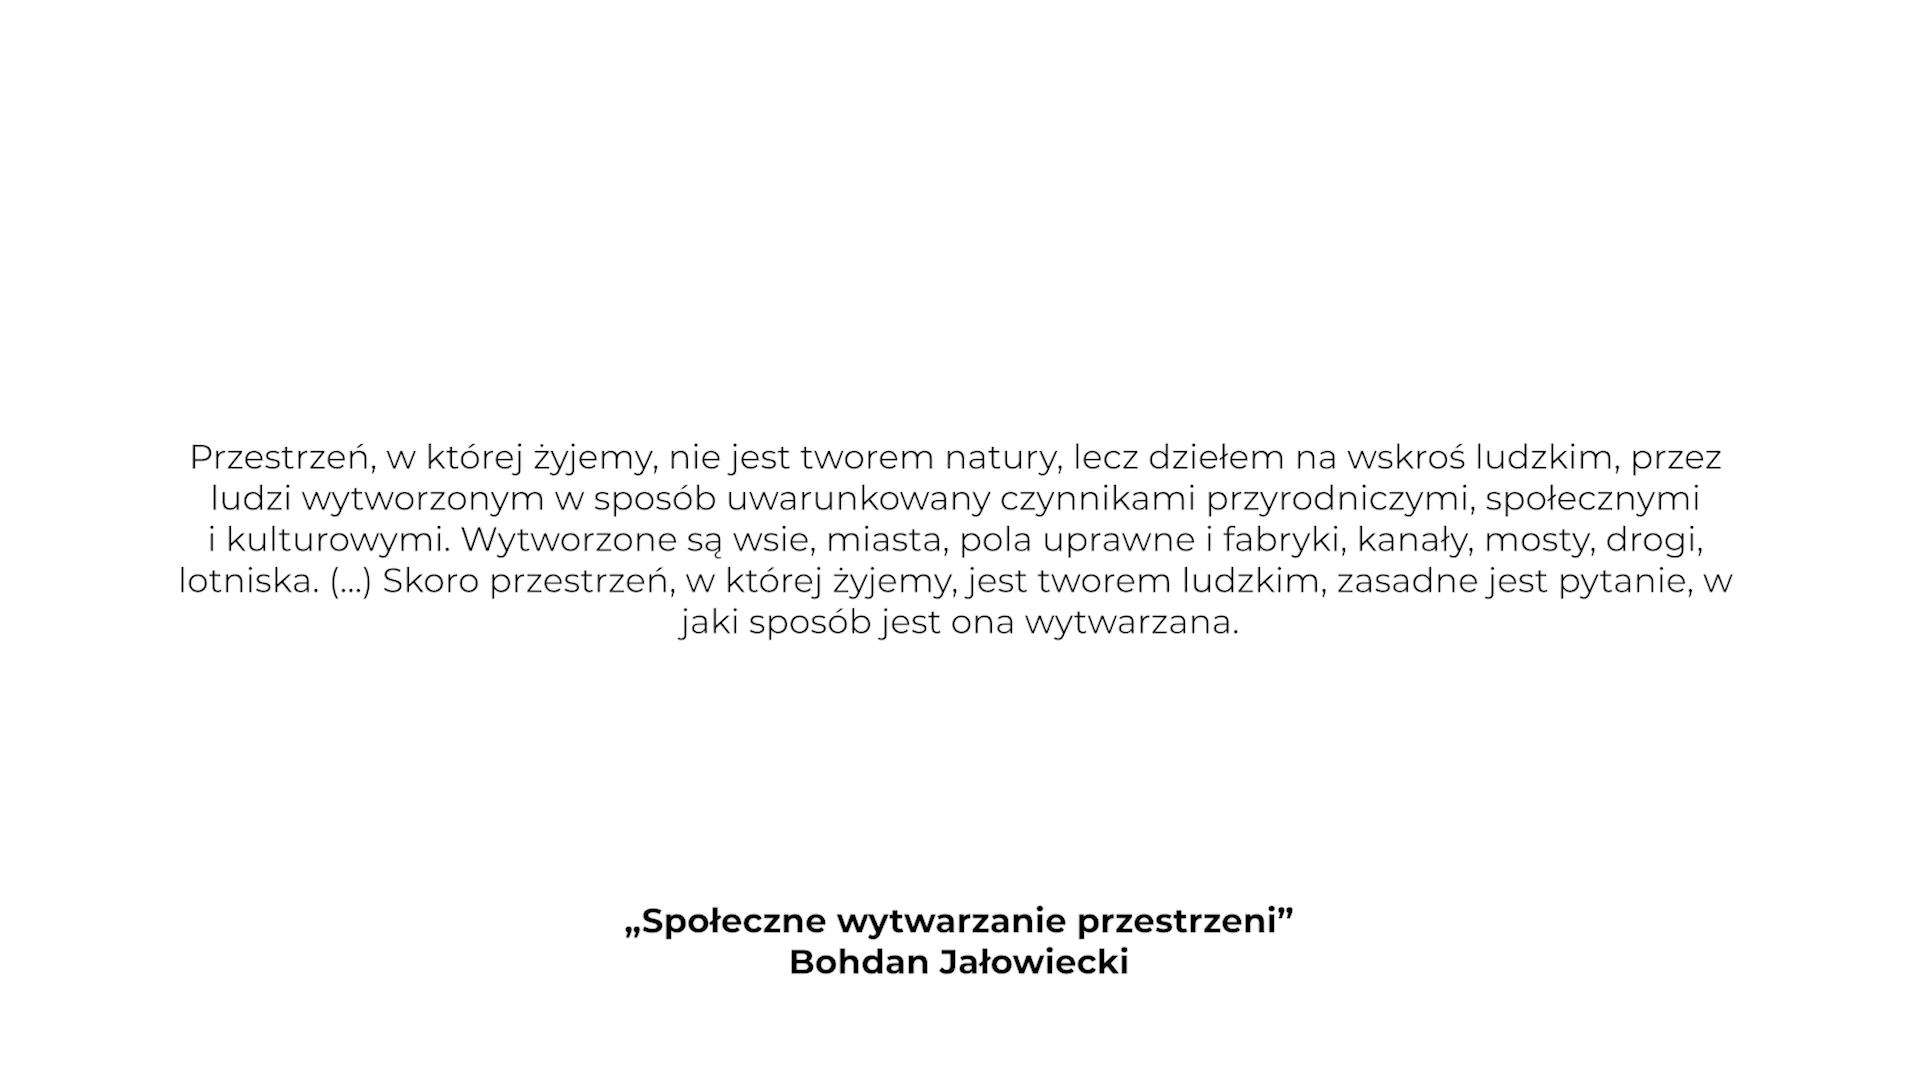 Przestrzeń, w której żyjemy, nie jest tworem natury, lecz dziełem na wskroś ludzkim, przez
ludzi wytworzonym w sposób uwarunkowany czynnikami przyrodniczymi, społecznymi
i kulturowymi. Wytworzone są wsie, miasta, pola uprawne i fabryki, kanały, mosty, drogi,
lotniska. (...) Skoro przestrzeń, w której żyjemy, jest tworem ludzkim, zasadne jest pytanie, w
jaki sposób jest ona wytwarzana.
„Społeczne wytwarzanie przestrzeni”
Bohdan Jałowiecki